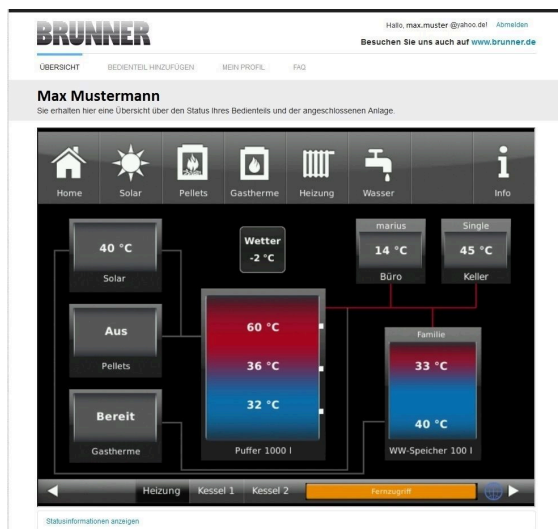 BRUNNER
Hallo, max.muster @yahoo.de! Abmelden
Besuchen Sie uns auch auf www.brunner.de
ÜBERSICHT BEDIENTEIL HINZUFÜGEN MEIN PROFIL FAQ
Max Mustermann
Sie erhalten hier eine Übersicht über den Status Ihres Bedienteils und der angeschlossenen Anlage.
Home Solar Pellets Gastherme Heizung Wasser Info
marius Single
40 °C
Solar
Wetter
-2 °C
14 °C 45 °C
Büro Keller
Aus
Pellets
60 °C
36 °C
32 °C
Puffer 1000 l
Familie
33 °C
40 °C
WW-Speicher 100 l
Bereit
Gastherme
Heizung Kessel 1 Kessel 2 Fernzugriff
Statusinformationen anzeigen